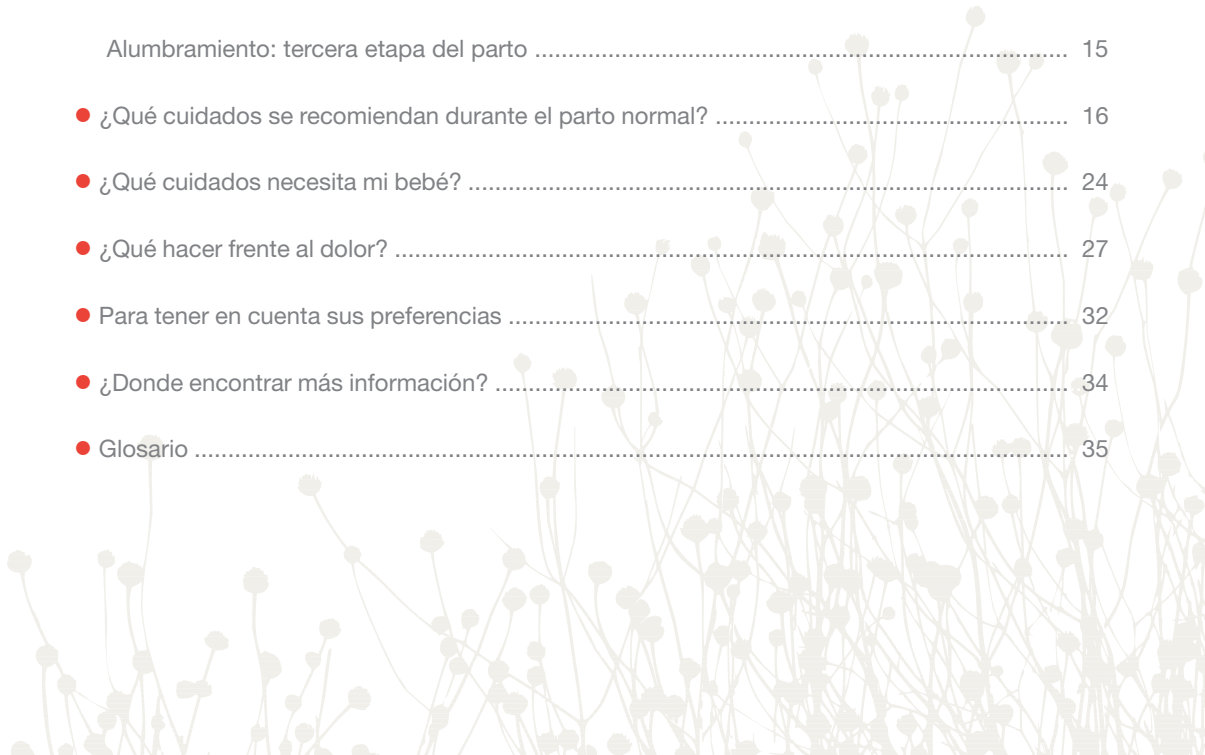 Alumbramiento: tercera etapa del parto ................................................................................ 15
● ¿Qué cuidados se recomiendan durante el parto normal? ..................................................... 16
● ¿Qué cuidados necesita mi bebé? .......................................................................................... 24
● ¿Qué hacer frente al dolor? ..................................................................................................... 27
● Para tener en cuenta sus preferencias .................................................................................... 32
● ¿Donde encontrar más información? ...................................................................................... 34
● Glosario ................................................................................................................................... 35